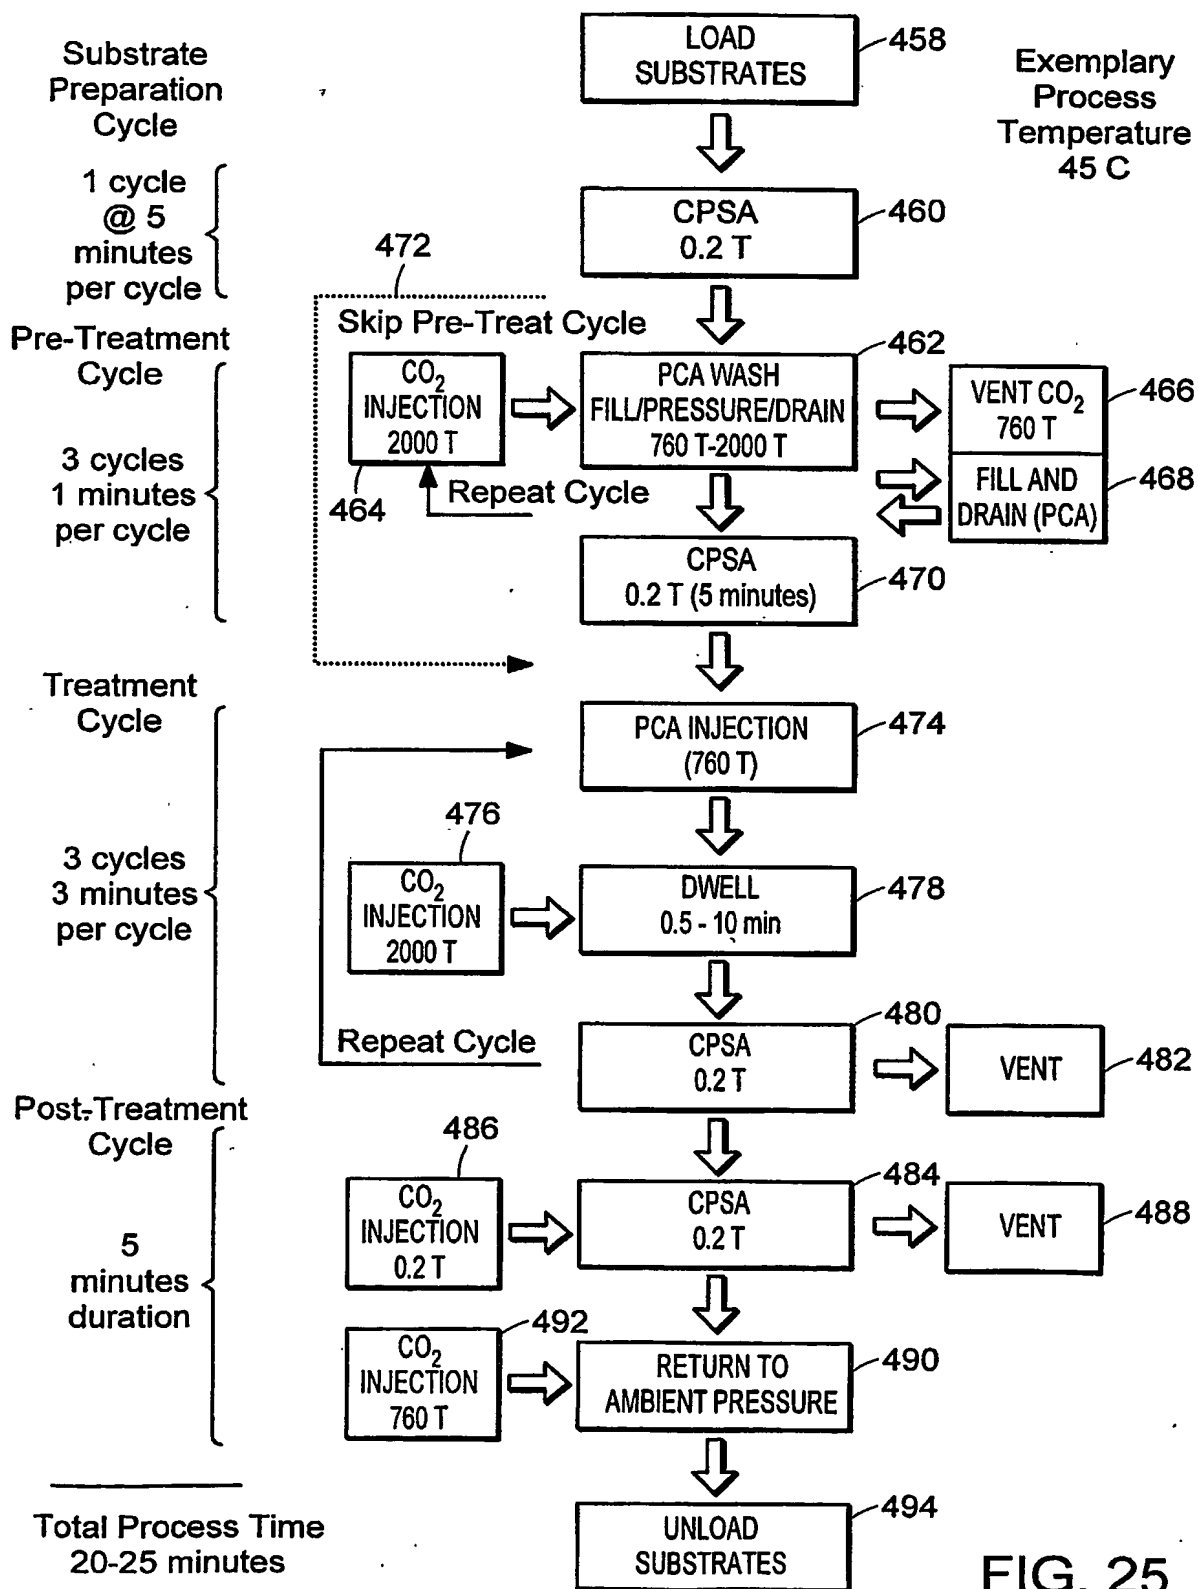 Substrate
Preparation
Cycle
LOAD
SUBSTRATES
458
Exemplary
Process
Temperature
45 C
1 cycle
@ 5
minutes
per cycle
CPSA
0.2 T
460
472
Skip Pre-Treat Cycle
Pre-Treatment
Cycle
3 cycles
1 minutes
per cycle
CO2
INJECTION
2000 T
464
PCA WASH
FILL/PRESSURE/DRAIN
760 T-2000 T
462
VENT CO2
760 T
466
FILL AND
DRAIN (PCA)
468
Repeat Cycle
CPSA
0.2 T (5 minutes)
470
Treatment
Cycle
3 cycles
3 minutes
per cycle
PCA INJECTION
(760 T)
474
476
CO2
INJECTION
2000 T
DWELL
0.5 - 10 min
478
Repeat Cycle
CPSA
0.2 T
480
VENT
482
Post-Treatment
Cycle
5
minutes
duration
486
CO2
INJECTION
0.2 T
CPSA
0.2 T
484
VENT
488
CO2
INJECTION
760 T
492
RETURN TO
AMBIENT PRESSURE
490
Total Process Time
20-25 minutes
UNLOAD
SUBSTRATES
494
FIG. 25